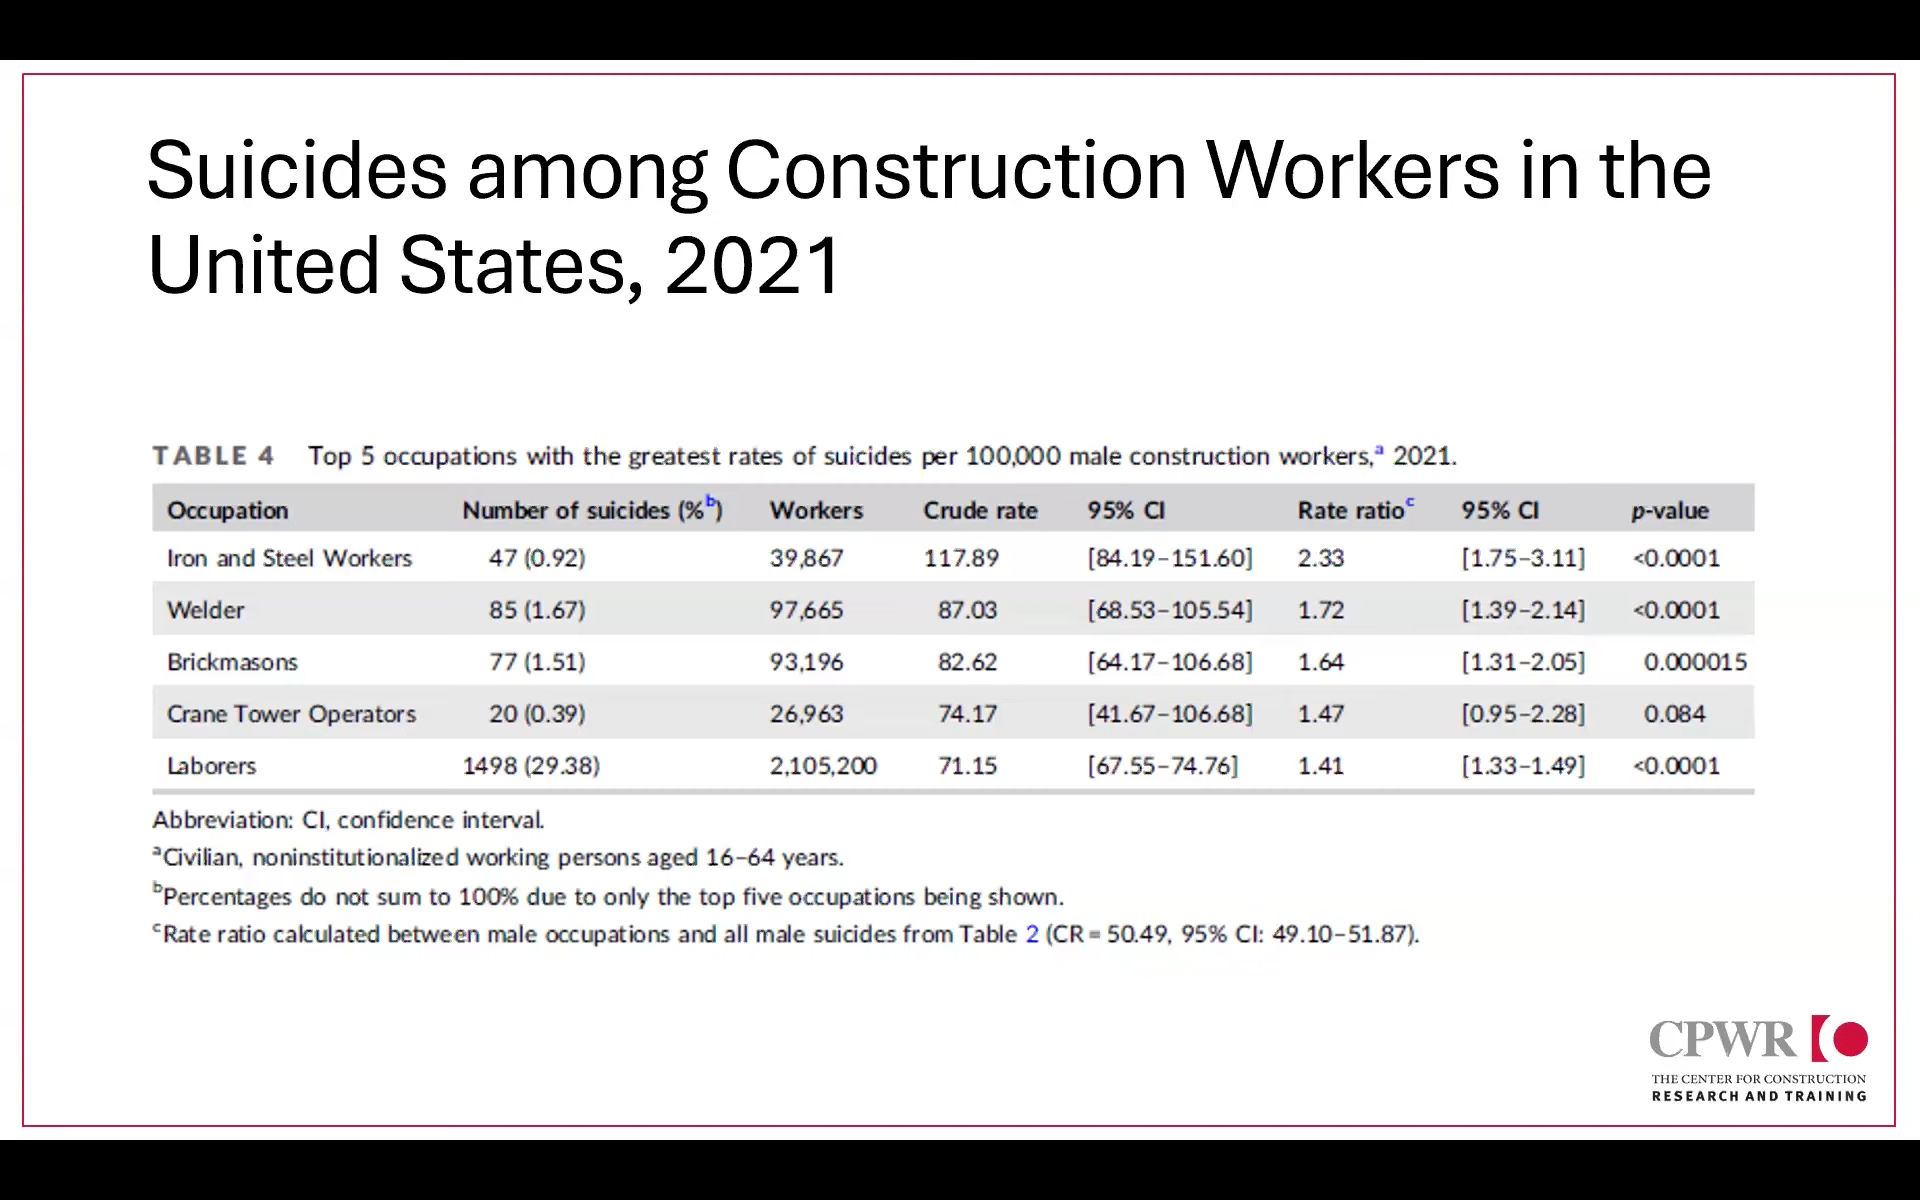 Suicides among Construction Workers in the
United States, 2021
TABLE 4 Top 5 occupations with the greatest rates of suicides per 100,000 male construction workers,ᵃ 2021.
Occupation Number of suicides (%ᵇ) Workers Crude rate 95% CI Rate ratioᶜ 95% CI p-value
Iron and Steel Workers 47 (0.92) 39,867 117.89 [84.19–151.60] 2.33 [1.75–3.11] <0.0001
Welder 85 (1.67) 97,665 87.03 [68.53–105.54] 1.72 [1.39–2.14] <0.0001
Brickmasons 77 (1.51) 93,196 82.62 [64.17–106.68] 1.64 [1.31–2.05] 0.000015
Crane Tower Operators 20 (0.39) 26,963 74.17 [41.67–106.68] 1.47 [0.95–2.28] 0.084
Laborers 1498 (29.38) 2,105,200 71.15 [67.55–74.76] 1.41 [1.33–1.49] <0.0001
Abbreviation: CI, confidence interval.
ᵃCivilian, noninstitutionalized working persons aged 16–64 years.
ᵇPercentages do not sum to 100% due to only the top five occupations being shown.
ᶜRate ratio calculated between male occupations and all male suicides from Table 2 (CR = 50.49, 95% CI: 49.10–51.87).
CPWR
THE CENTER FOR CONSTRUCTION
RESEARCH AND TRAINING